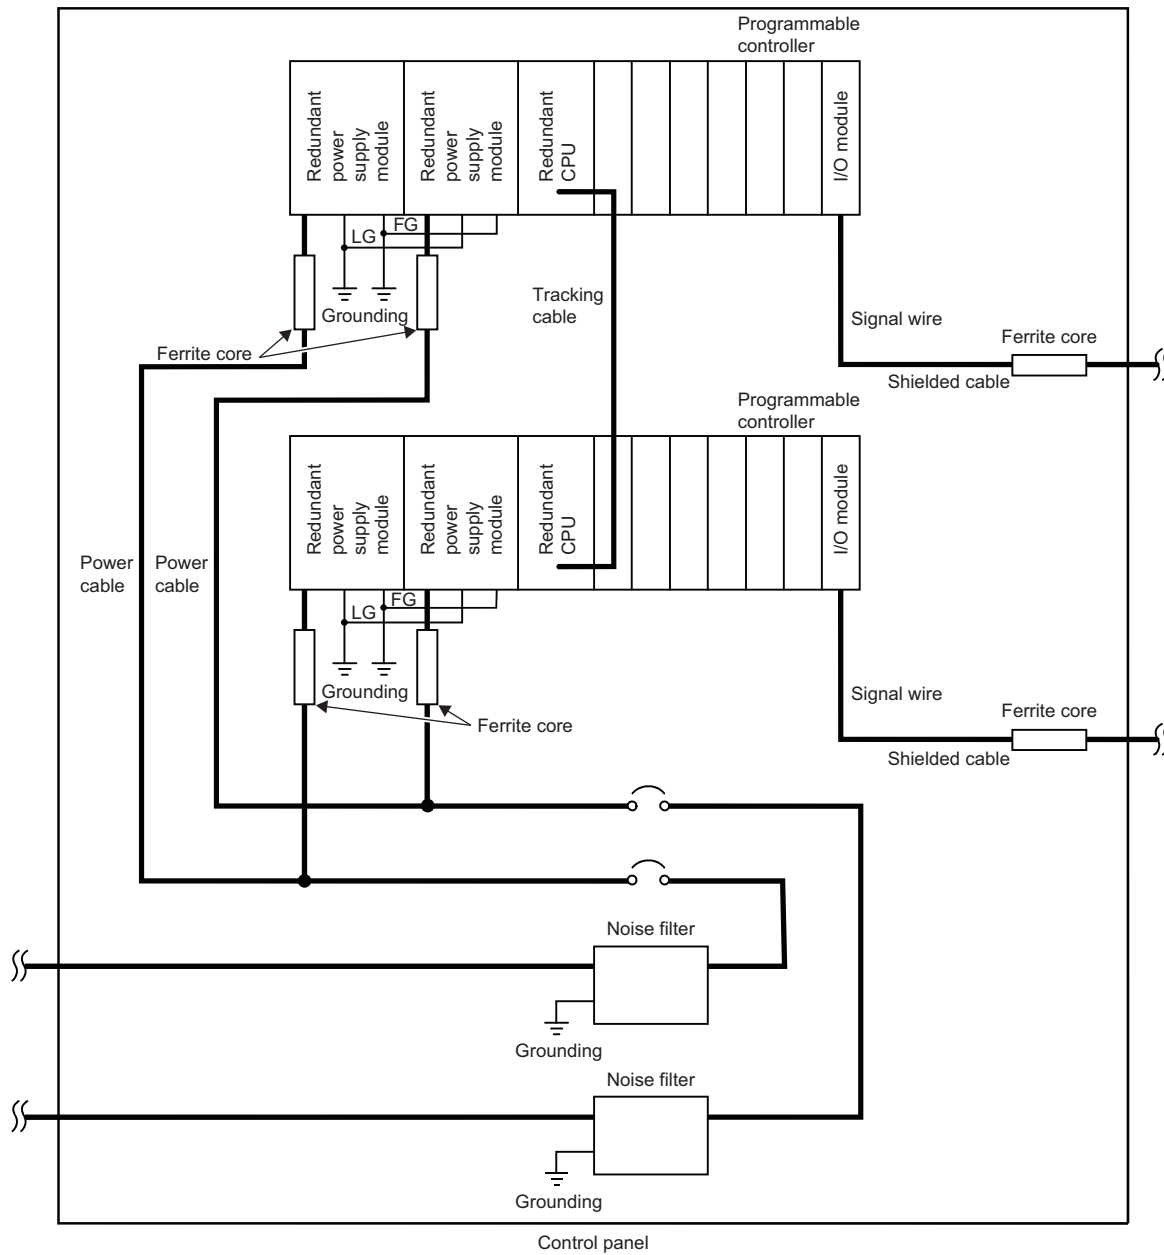 Programmable
controller
Redundant
power
supply
module
Redundant
power
supply
module
Redundant
CPU
I/O module
FG
LG
Grounding
Ferrite core
Tracking
cable
Signal wire
Ferrite core
Shielded cable
Programmable
controller
Redundant
power
supply
module
Redundant
power
supply
module
Redundant
CPU
I/O module
Power
cable
Power
cable
FG
LG
Grounding
Ferrite core
Signal wire
Ferrite core
Shielded cable
Noise filter
Grounding
Noise filter
Grounding
Control panel